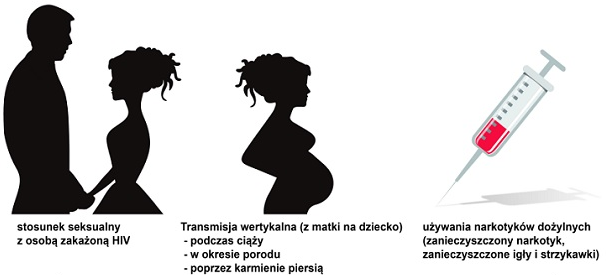 stosunek seksualny
z osobą zakażoną HIV
Transmisja wertykalna (z matki na dziecko)
- podczas ciąży
- w okresie porodu
- poprzez karmienie piersią
używania narkotyków dożylnych
(zanieczyszczony narkotyk,
zanieczyszczone igły i strzykawki)